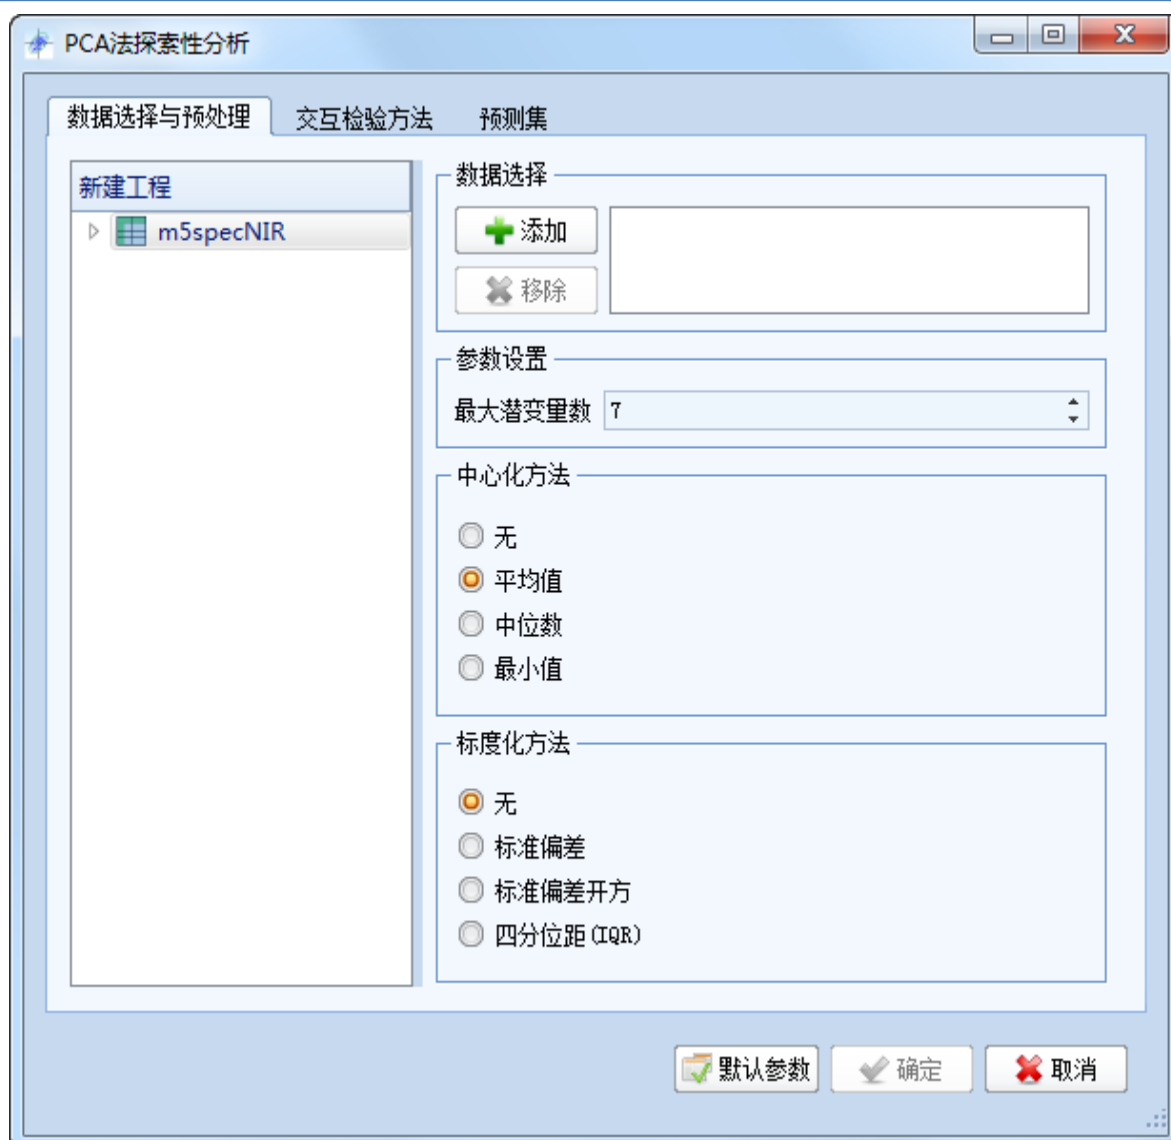 PCA法探索性分析
数据选择与预处理 交互检验方法 预测集
新建工程
m5specNIR
数据选择
添加
移除
参数设置
最大潜变量数 7
中心化方法
无
平均值
中位数
最小值
标度化方法
无
标准偏差
标准偏差开方
四分位距(IQR)
默认参数 确定 取消